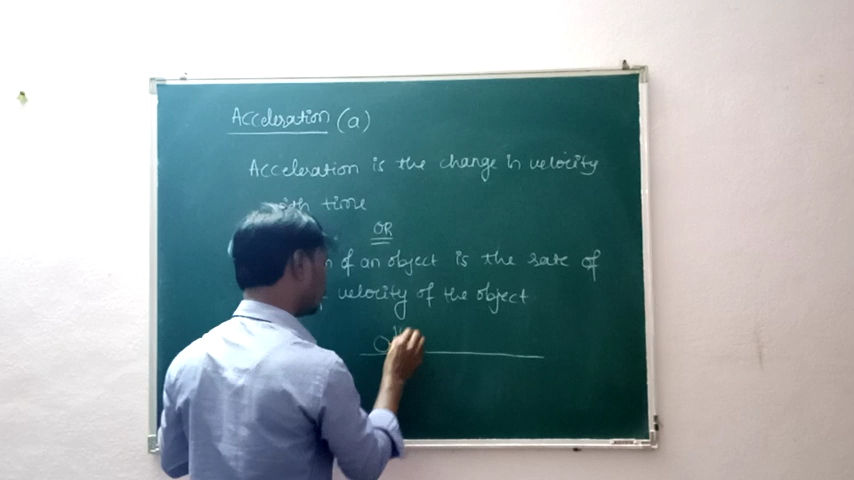 Acceleration (a)
Acceleration is the change in velocity
with time
OR
n of an object is the rate of
velocity of the object